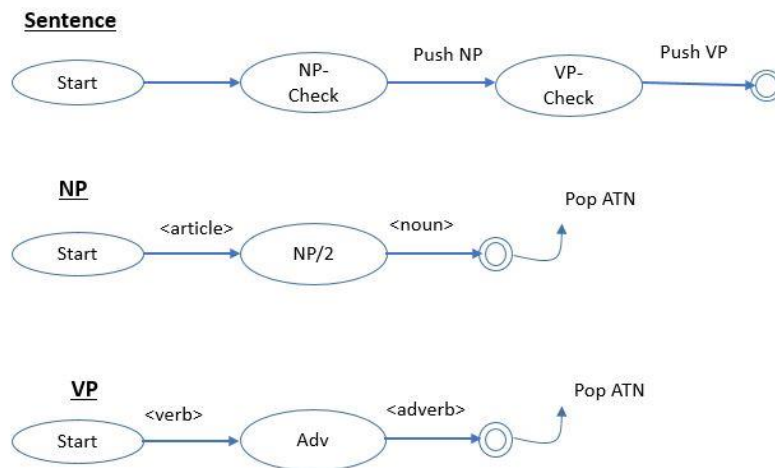 Sentence
Push NP
Push VP
Start
NP-
Check
VP-
Check
NP
Pop ATN
<article>
<noun>
Start
NP/2
VP
Pop ATN
<verb>
<adverb>
Start
Adv